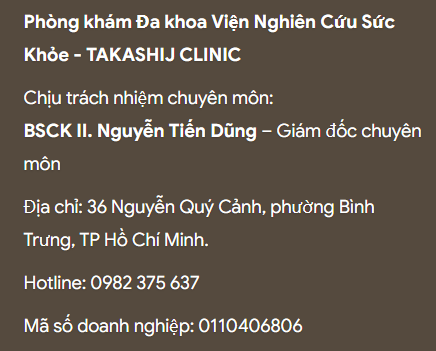 Phòng khám Đa khoa Viện Nghiên Cứu Sức
Khỏe - TAKASHIJ CLINIC
Chịu trách nhiệm chuyên môn:
BSCK II. Nguyễn Tiến Dũng – Giám đốc chuyên
môn
Địa chỉ: 36 Nguyễn Quý Cảnh, phường Bình
Trưng, TP Hồ Chí Minh.
Hotline: 0982 375 637
Mã số doanh nghiệp: 0110406806